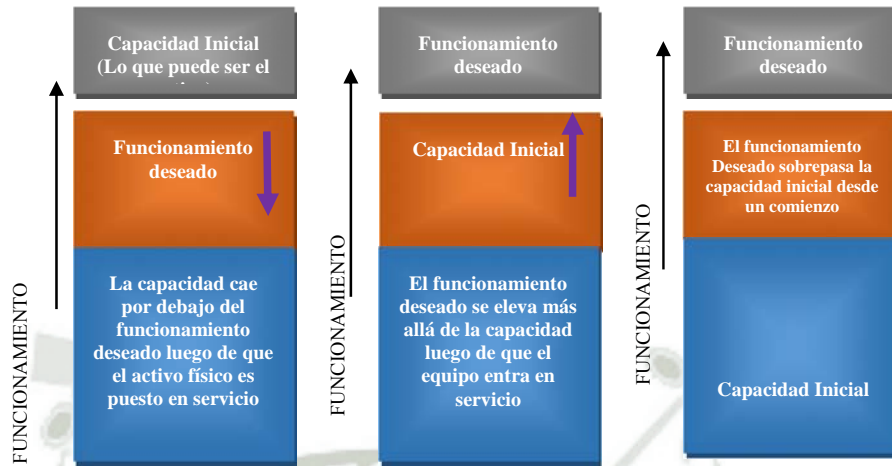 Capacidad Inicial
(Lo que puede ser el
Funcionamiento
deseado
La capacidad cae
por debajo del
funcionamiento
deseado luego de que
el activo físico es
puesto en servicio
FUNCIONAMIENTO
Funcionamiento
deseado
Capacidad Inicial
El funcionamiento
deseado se eleva más
allá de la capacidad
luego de que el
equipo entra en
servicio
FUNCIONAMIENTO
Funcionamiento
deseado
El funcionamiento
Deseado sobrepasa la
capacidad inicial desde
un comienzo
Capacidad Inicial
FUNCIONAMIENTO